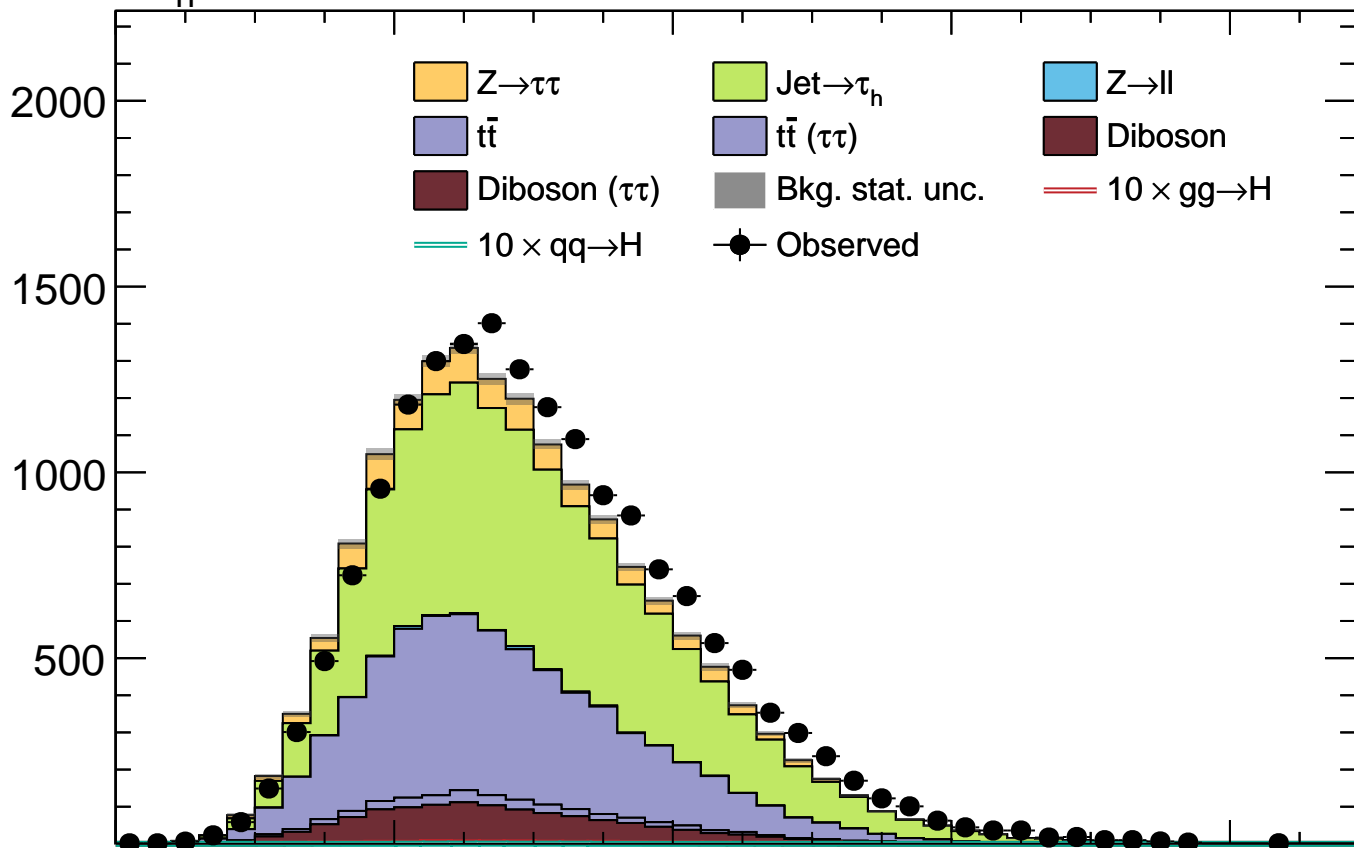 2000
Z→ττ Jet→τₕ Z→ll
tt̄ tt̄ (ττ) Diboson
Diboson (ττ) Bkg. stat. unc. 10 × gg→H
10 × qq→H Observed
1500
1000
500